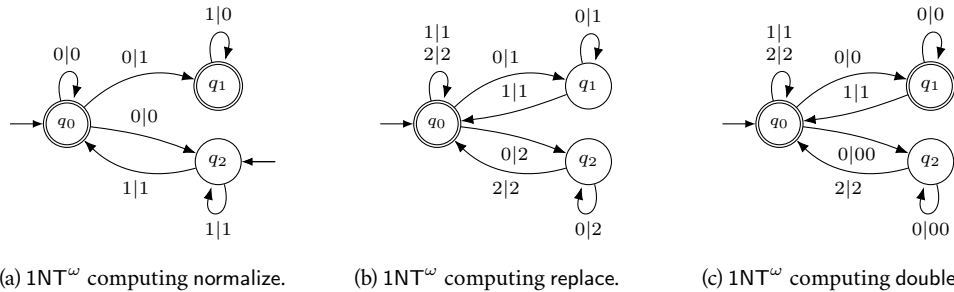 1|0
0|0
0|1
q₁
q₀
0|0
q₂
1|1
1|1
(a) 1NT^ω computing normalize.
1|1
2|2
0|1
0|1
q₁
1|1
q₀
0|2
q₂
2|2
0|2
(b) 1NT^ω computing replace.
1|1
2|2
0|0
0|0
q₁
1|1
q₀
0|00
q₂
2|2
0|00
(c) 1NT^ω computing double